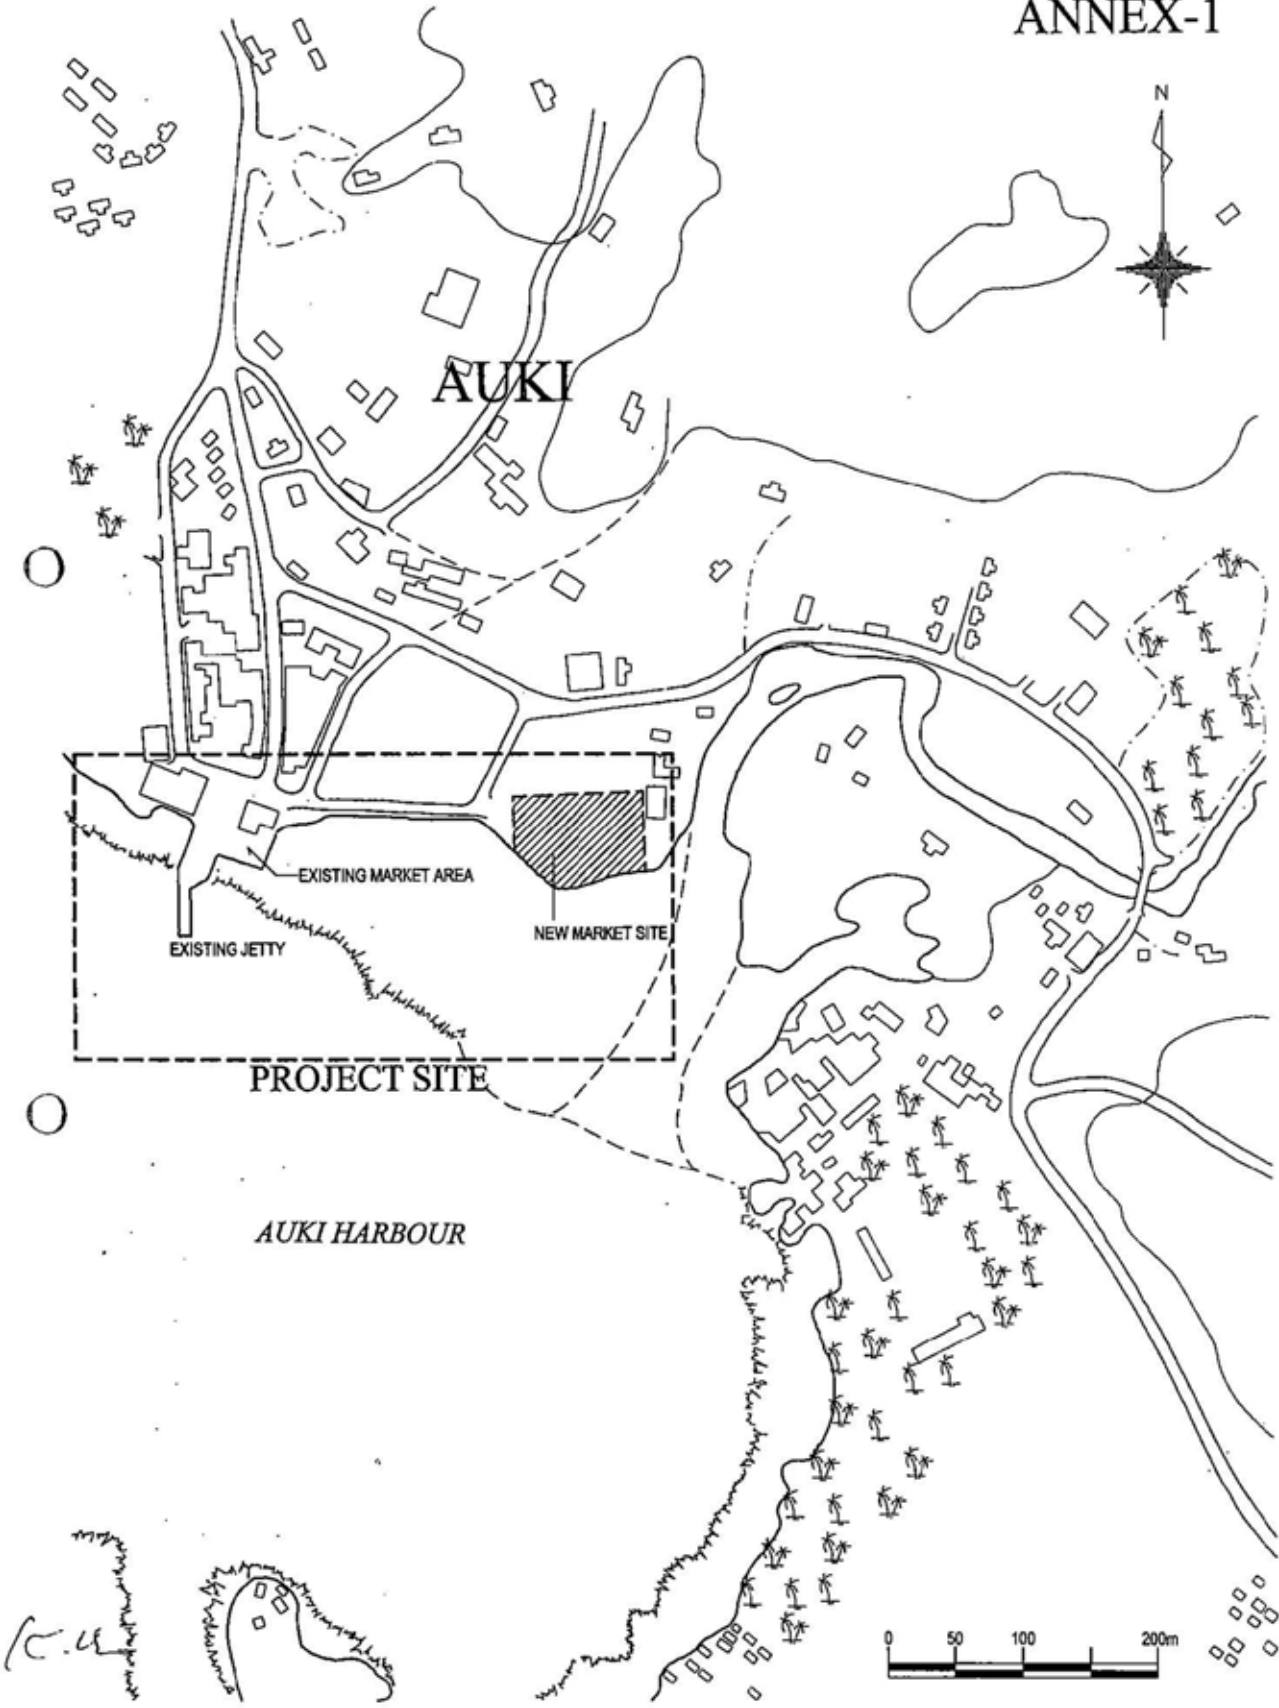 ANNEX-1
N
AUKI
EXISTING MARKET AREA
NEW MARKET SITE
EXISTING JETTY
PROJECT SITE
AUKI HARBOUR
0 50 100 200m